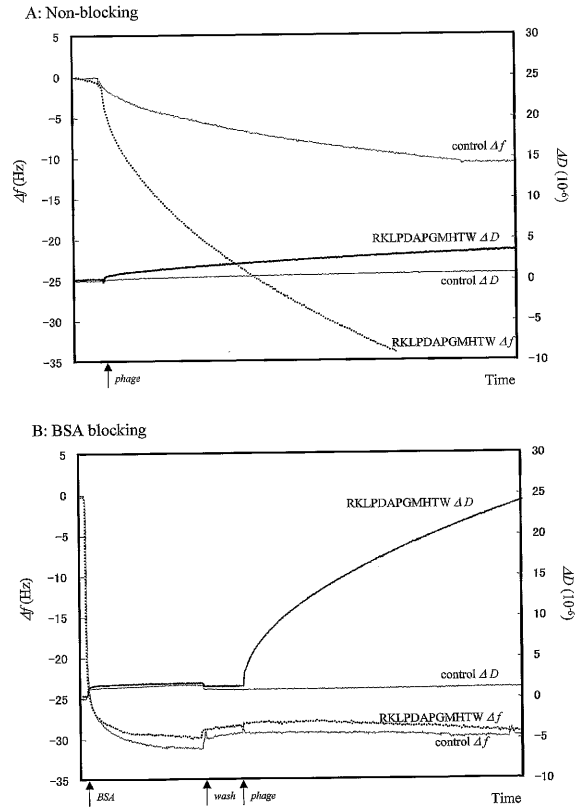 A: Non-blocking
5
0
−5
−10
−15
−20
−25
−30
−35
Δf (Hz)
30
25
20
15
10
5
0
−5
−10
ΔD (10-6)
control Δf
RKLPDAPGMHTW ΔD
control ΔD
RKLPDAPGMHTW Δf
phage
Time
B: BSA blocking
5
0
−5
−10
−15
−20
−25
−30
−35
Δf (Hz)
30
25
20
15
10
5
0
−5
−10
ΔD (10-6)
RKLPDAPGMHTW ΔD
control ΔD
RKLPDAPGMHTW Δf
control Δf
BSA
wash
phage
Time